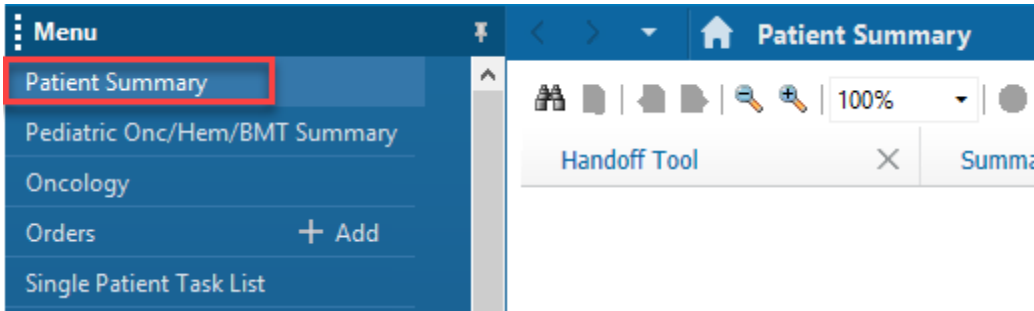 Menu
Patient Summary
Pediatric Onc/Hem/BMT Summary
Oncology
Orders + Add
Single Patient Task List
Patient Summary
100%
Handoff Tool
Summa